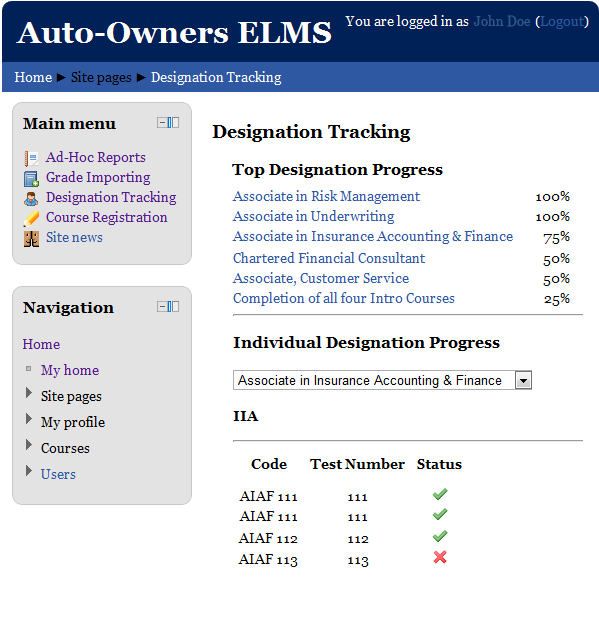 Auto-Owners ELMS
You are logged in as John Doe (Logout)
Home ► Site pages ► Designation Tracking
Main menu
Ad-Hoc Reports
Grade Importing
Designation Tracking
Course Registration
Site news
Navigation
Home
My home
Site pages
My profile
Courses
Users
Designation Tracking
Top Designation Progress
Associate in Risk Management 100%
Associate in Underwriting 100%
Associate in Insurance Accounting & Finance 75%
Chartered Financial Consultant 50%
Associate, Customer Service 50%
Completion of all four Intro Courses 25%
Individual Designation Progress
Associate in Insurance Accounting & Finance
IIA
Code Test Number Status
AIAF 111 111
AIAF 111 111
AIAF 112 112
AIAF 113 113